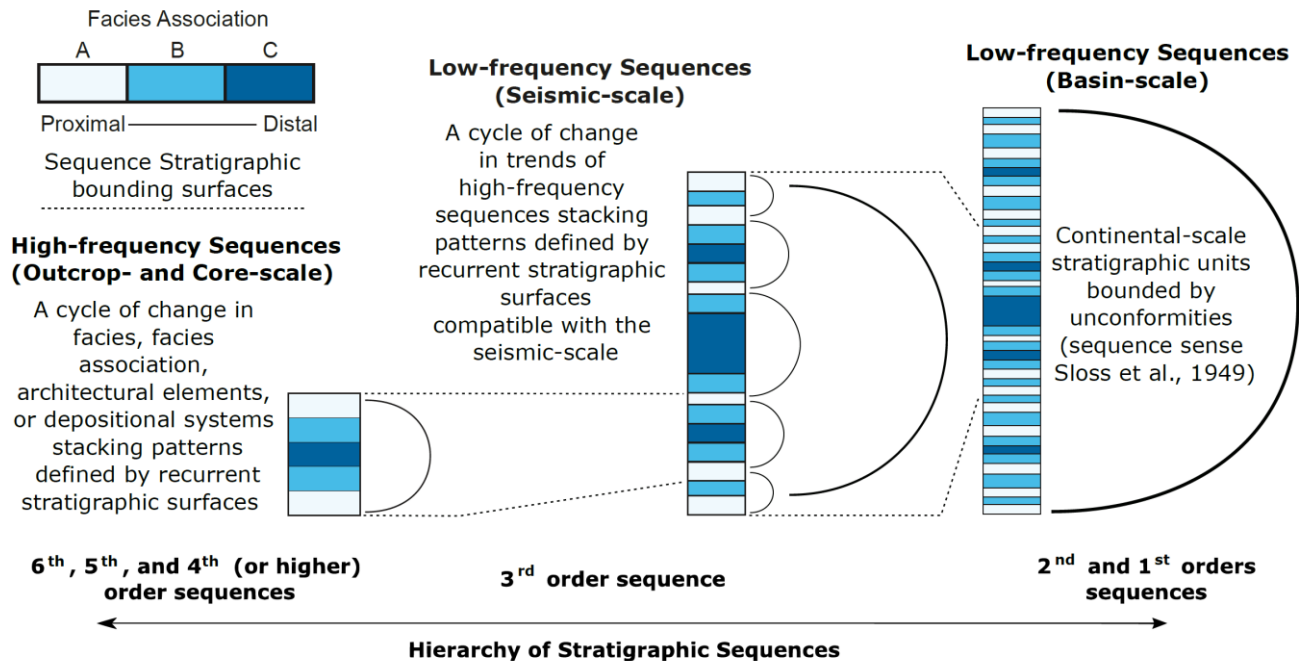 Facies Association
A B C
Proximal Distal
Sequence Stratigraphic
bounding surfaces
High-frequency Sequences
(Outcrop- and Core-scale)
A cycle of change in
facies, facies
association,
architectural elements,
or depositional systems
stacking patterns
defined by recurrent
stratigraphic surfaces
6th, 5th, and 4th (or higher)
order sequences
Low-frequency Sequences
(Seismic-scale)
A cycle of change
in trends of
high-frequency
sequences stacking
patterns defined by
recurrent stratigraphic
surfaces
compatible with the
seismic-scale
3rd order sequence
Low-frequency Sequences
(Basin-scale)
Continental-scale
stratigraphic units
bounded by
unconformities
(sequence sense
Sloss et al., 1949)
2nd and 1st orders
sequences
Hierarchy of Stratigraphic Sequences